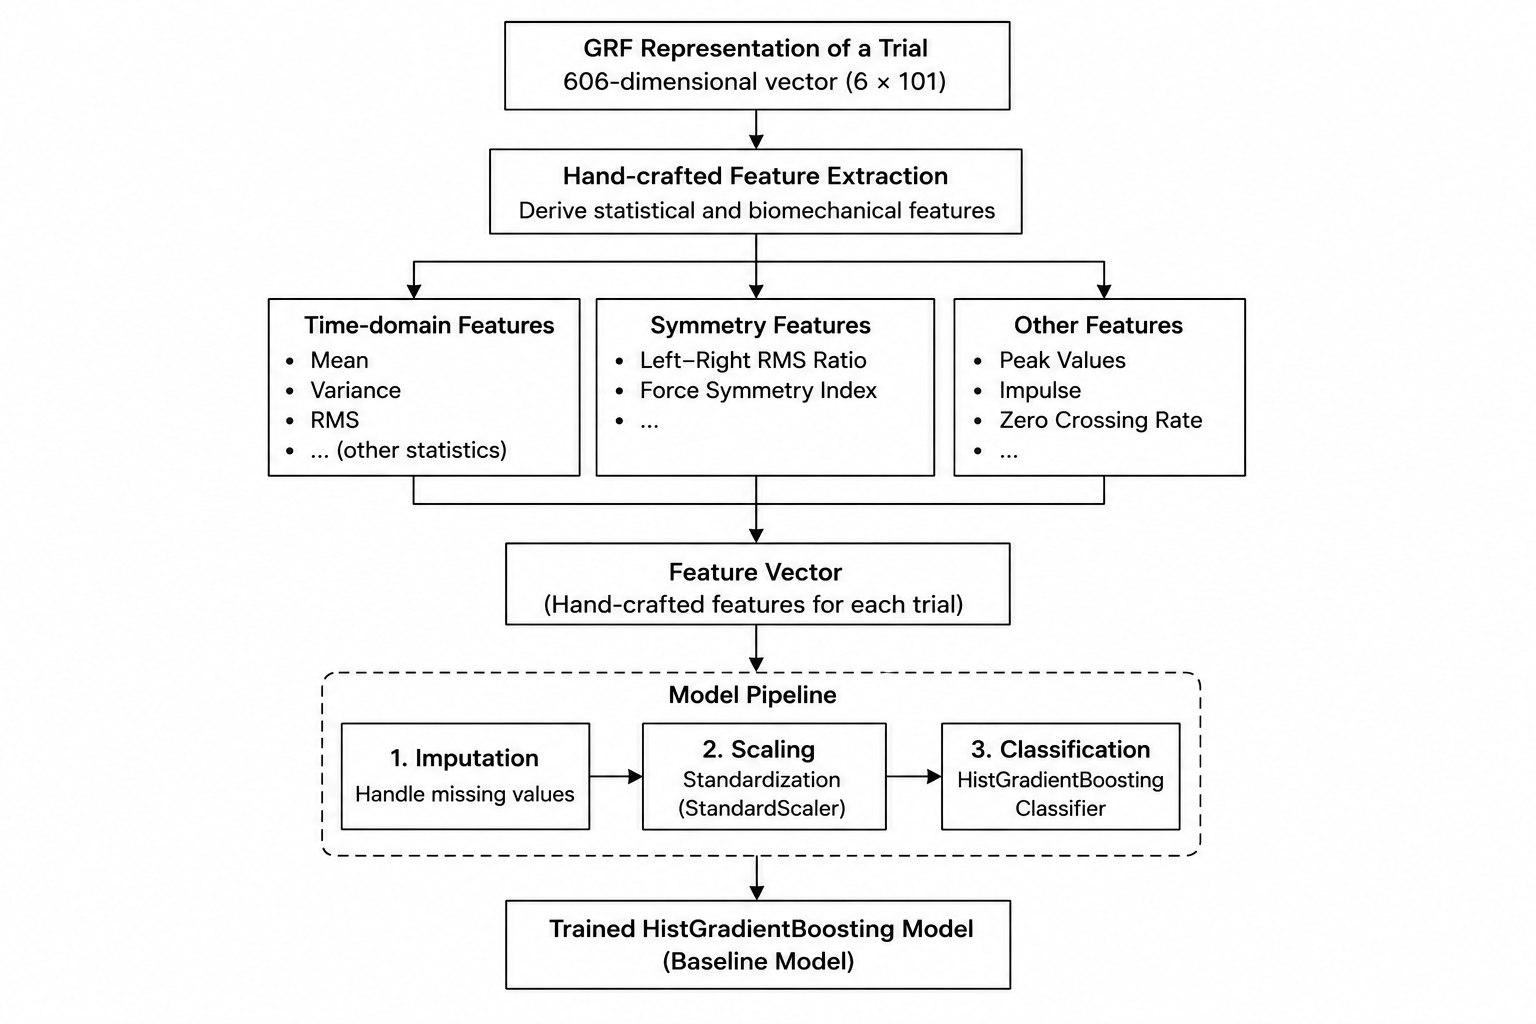 GRF Representation of a Trial
606-dimensional vector (6 × 101)
Hand-crafted Feature Extraction
Derive statistical and biomechanical features
Time-domain Features
• Mean
• Variance
• RMS
• ... (other statistics)
Symmetry Features
• Left–Right RMS Ratio
• Force Symmetry Index
• ...
Other Features
• Peak Values
• Impulse
• Zero Crossing Rate
• ...
Feature Vector
(Hand-crafted features for each trial)
Model Pipeline
1. Imputation
Handle missing values
2. Scaling
Standardization
(StandardScaler)
3. Classification
HistGradientBoosting
Classifier
Trained HistGradientBoosting Model
(Baseline Model)